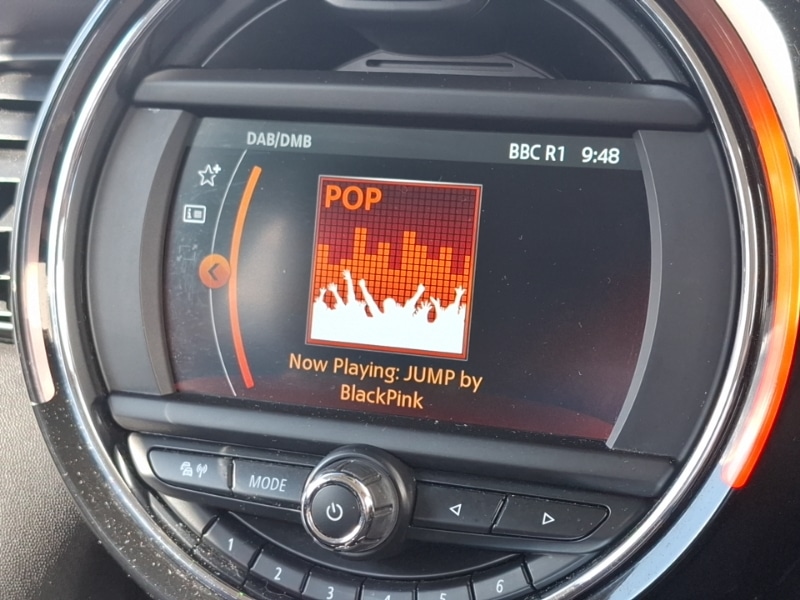 DAB/DMB
BBC R1 9:48
POP
Now Playing: JUMP by
BlackPink
MODE
1
2
3
4
5
6